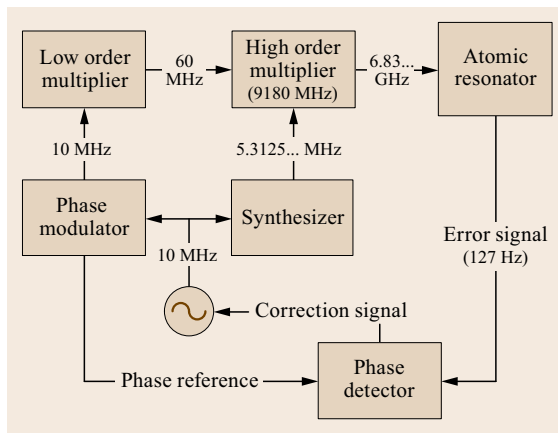 Low order
multiplier
60
MHz
High order
multiplier
(9180 MHz)
6.83...
GHz
Atomic
resonator
10 MHz
5.3125... MHz
Phase
modulator
Synthesizer
10 MHz
Error signal
(127 Hz)
Correction signal
Phase reference
Phase
detector